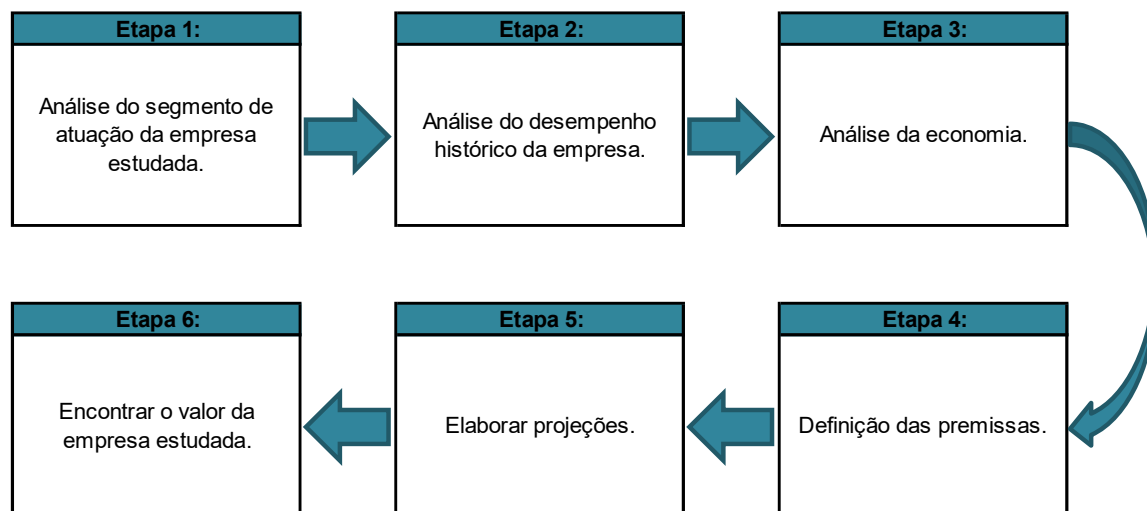 Etapa 1:
Análise do segmento de
atuação da empresa
estudada.
Etapa 2:
Análise do desempenho
histórico da empresa.
Etapa 3:
Análise da economia.
Etapa 4:
Definição das premissas.
Etapa 5:
Elaborar projeções.
Etapa 6:
Encontrar o valor da
empresa estudada.